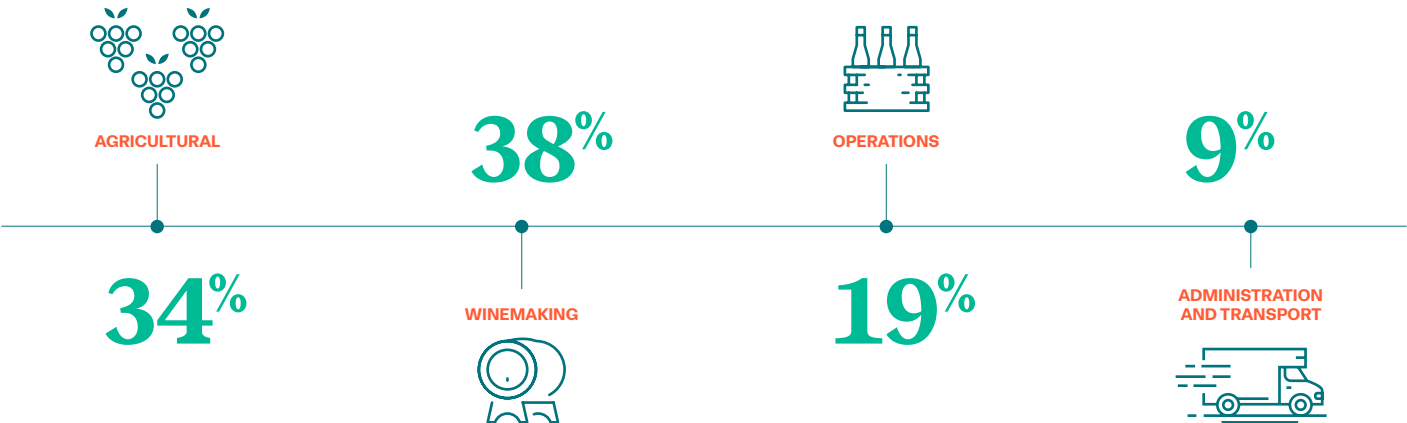 AGRICULTURAL
34%
38%
WINEMAKING
OPERATIONS
19%
9%
ADMINISTRATION
AND TRANSPORT